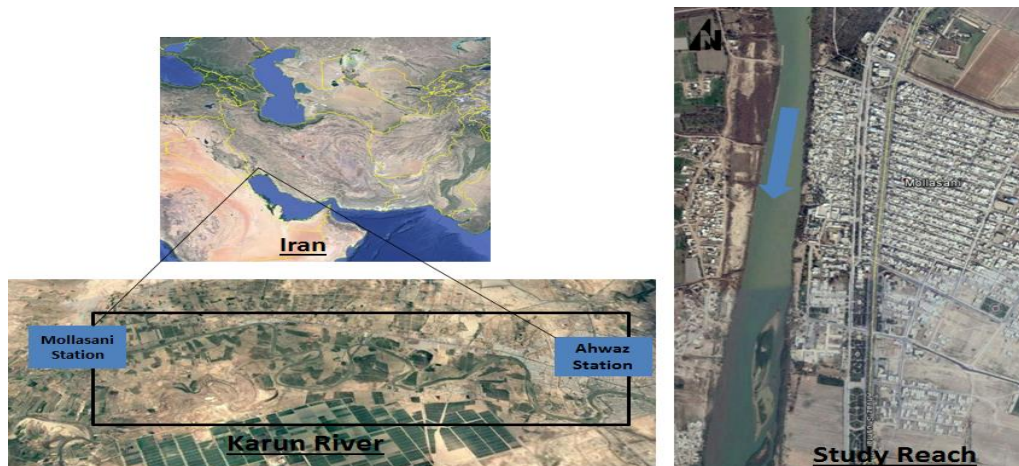 Iran
Mollasani
Station
Ahwaz
Station
Karun River
N
Mollasani
Study Reach